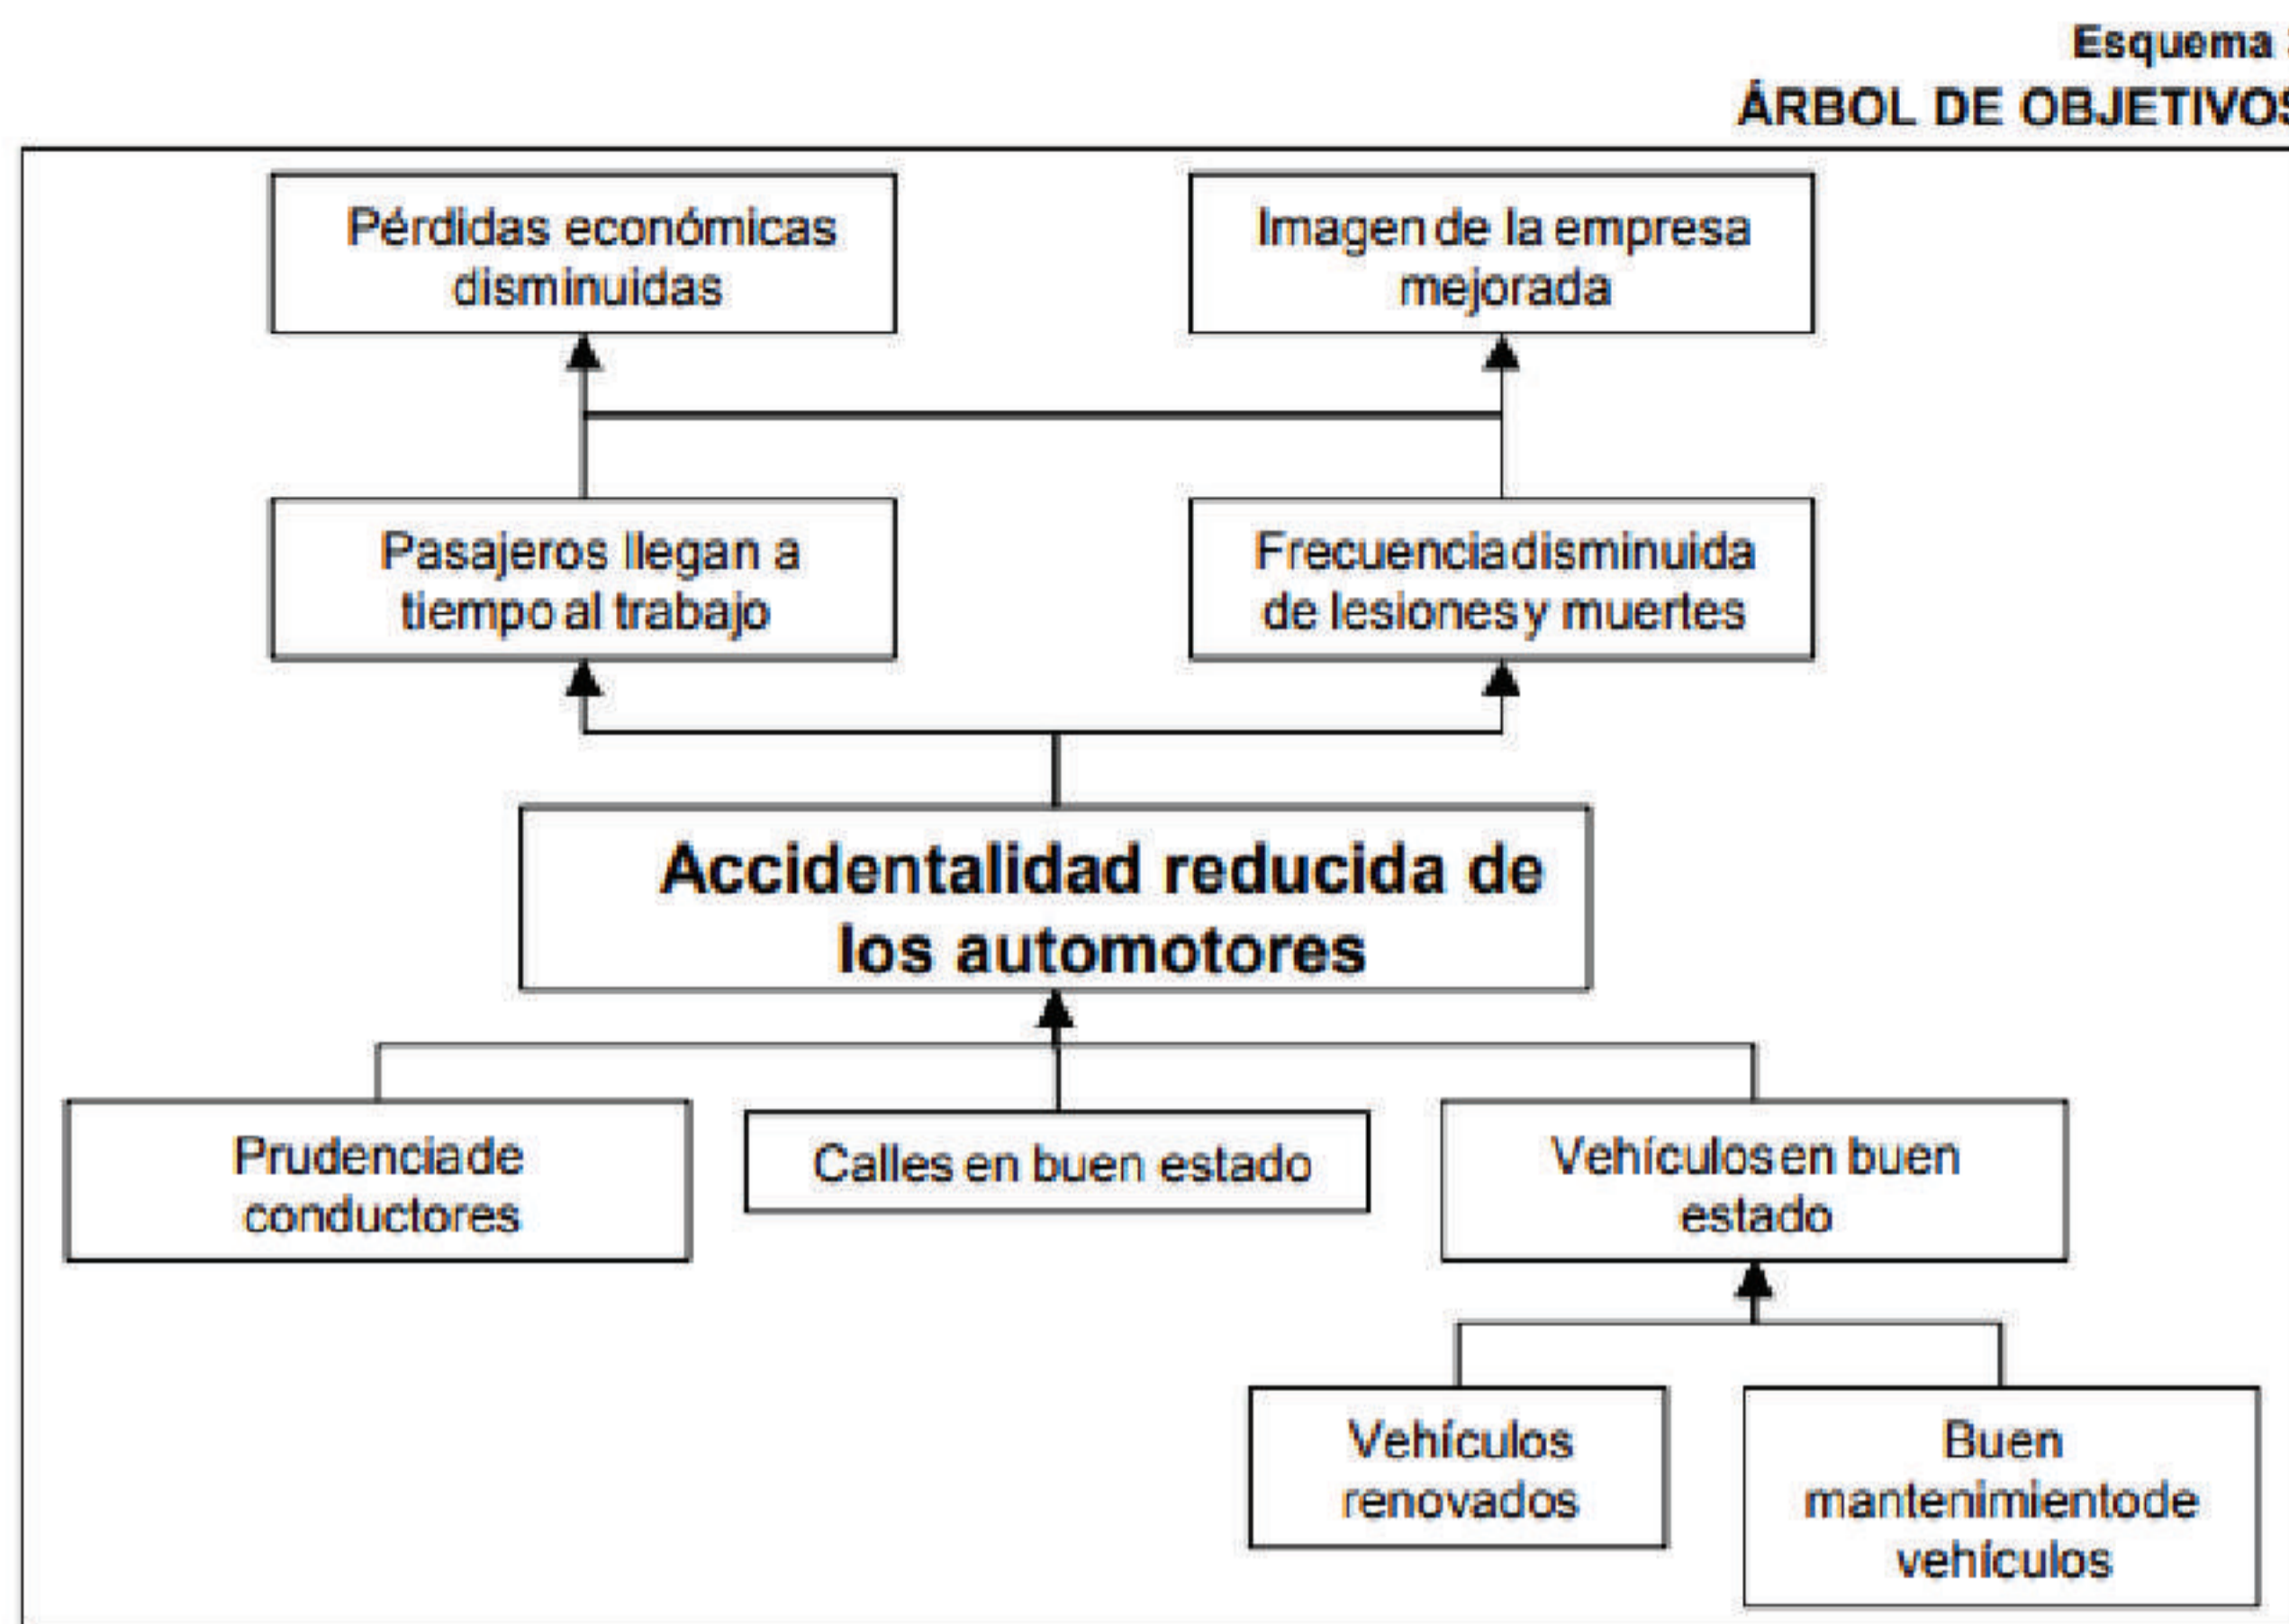 Esquema
ÁRBOL DE OBJETIVOS
Pérdidas económicas
disminuidas
Imagen de la empresa
mejorada
Pasajeros llegan a
tiempo al trabajo
Frecuencia disminuida
de lesiones y muertes
Accidentalidad reducida de
los automotores
Prudencia de
conductores
Calles en buen estado
Vehículos en buen
estado
Vehículos
renovados
Buen
mantenimiento de
vehículos